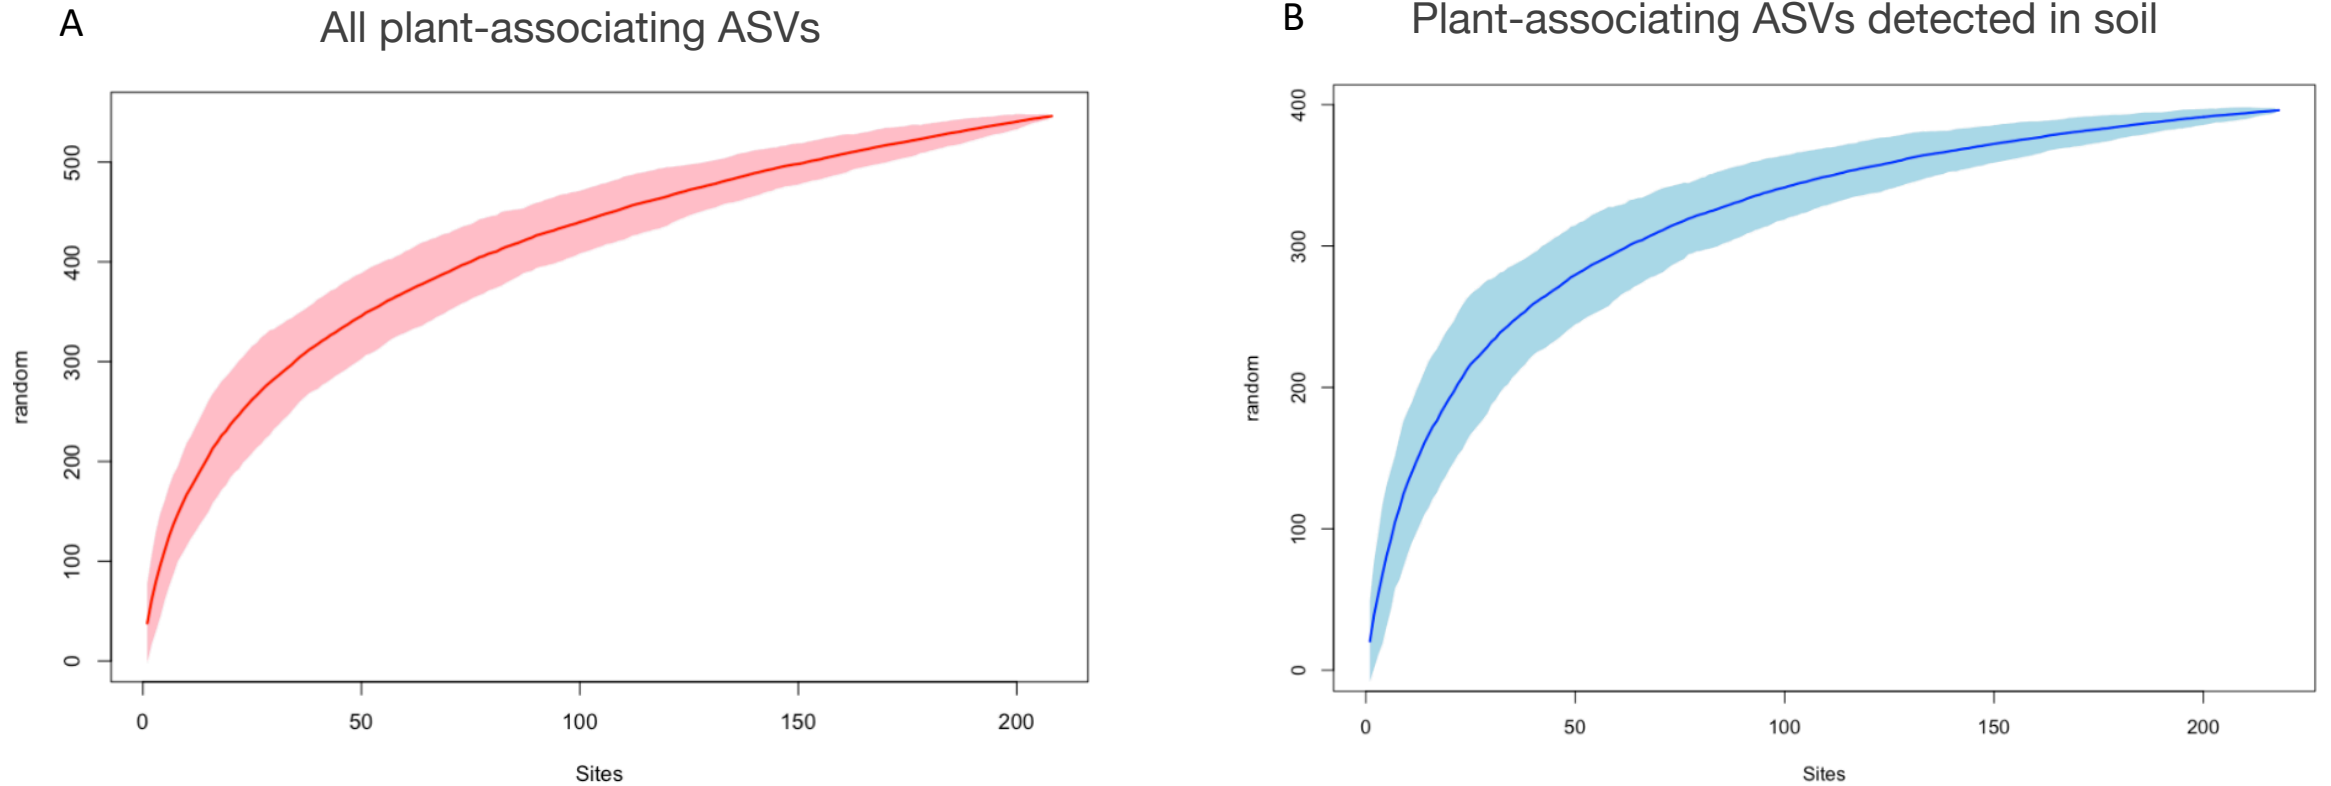 A
All plant-associating ASVs
500
400
300
200
100
0
random
0 50 100 150 200
Sites
B
Plant-associating ASVs detected in soil
400
300
200
100
0
random
0 50 100 150 200
Sites